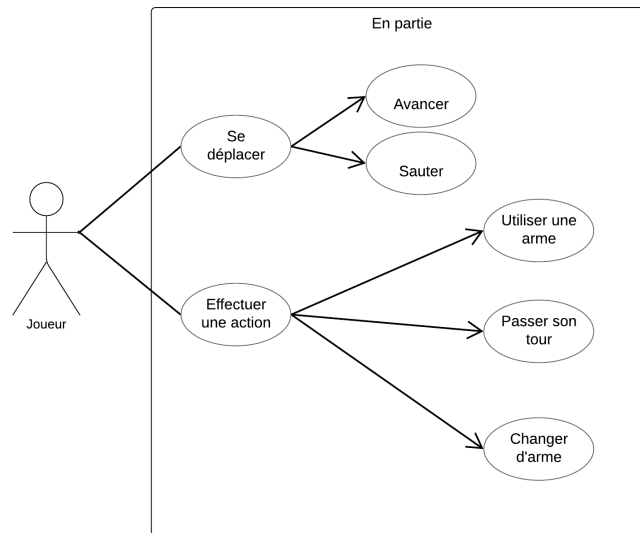 En partie
Avancer
Se
déplacer
Sauter
Utiliser une
arme
Effectuer
une action
Joueur
Passer son
tour
Changer
d'arme